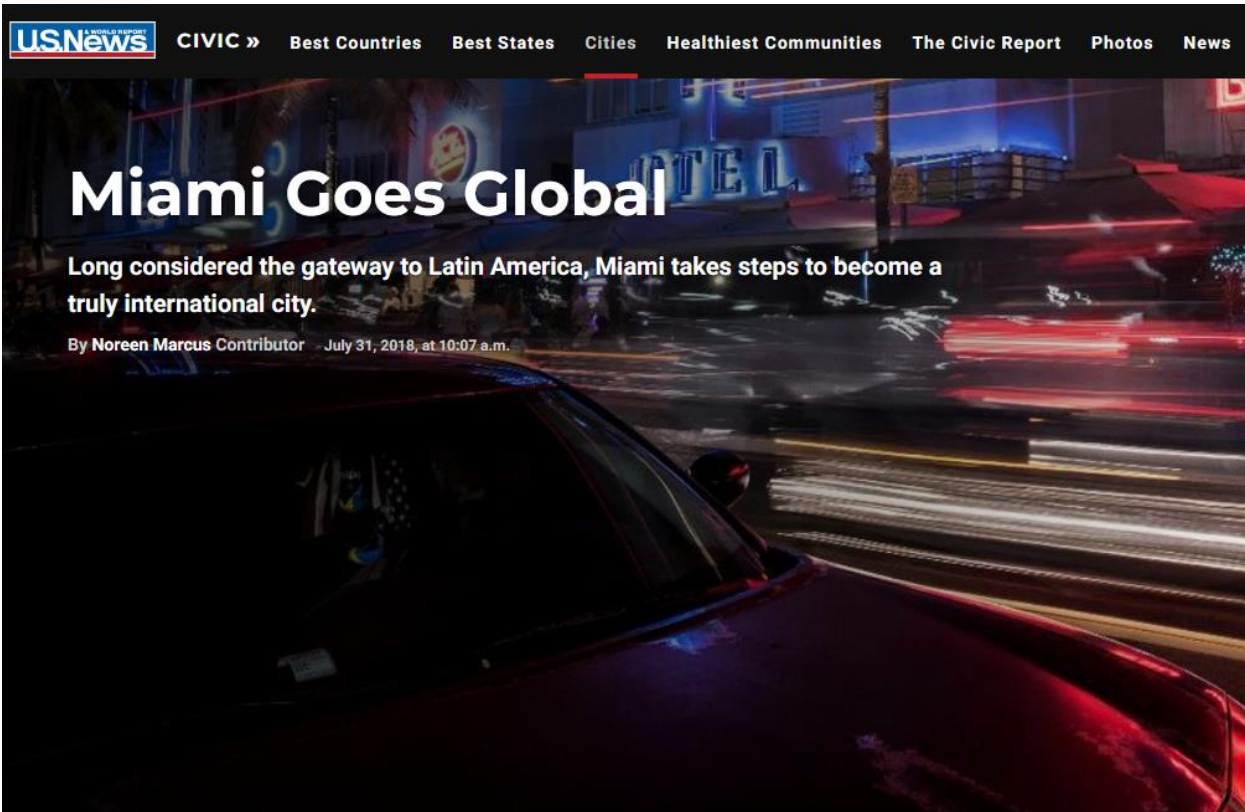 U.S.News
& WORLD REPORT
CIVIC » Best Countries Best States Cities Healthiest Communities The Civic Report Photos News
OTEL
Miami Goes Global
Long considered the gateway to Latin America, Miami takes steps to become a
truly international city.
By Noreen Marcus Contributor July 31, 2018, at 10:07 a.m.